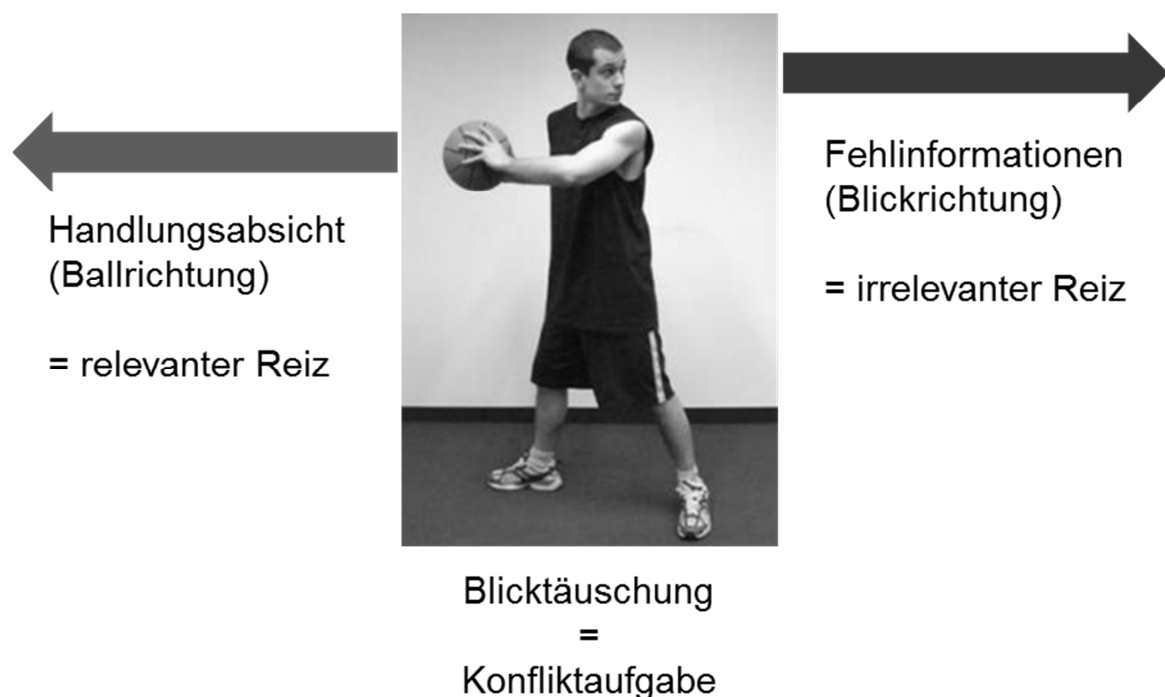 Handlungsabsicht
(Ballrichtung)
= relevanter Reiz
Fehlinformationen
(Blickrichtung)
= irrelevanter Reiz
Blicktäuschung
=
Konfliktaufgabe